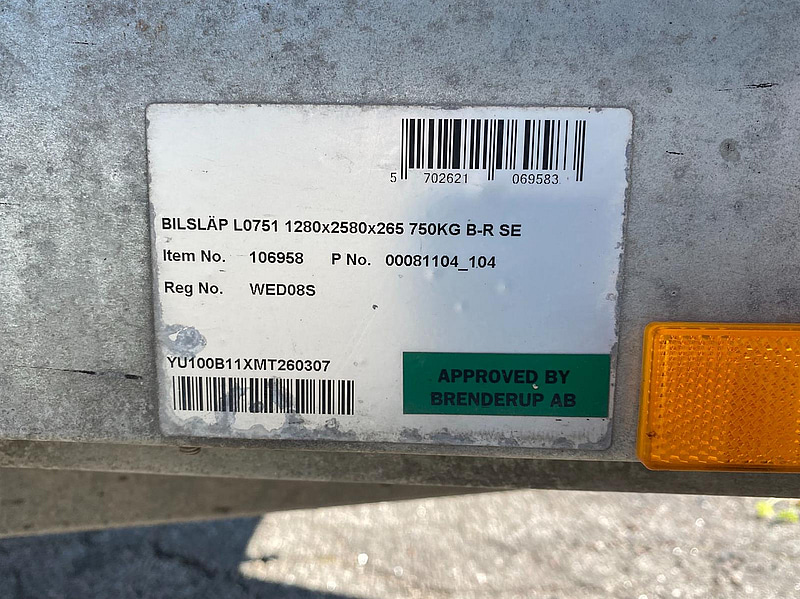 5 702621 069583
BILSLÄP L0751 1280x2580x265 750KG B-R SE
Item No. 106958 P No. 00081104_104
Reg No. WED08S
YU100B11XMT260307
APPROVED BY
BRENDERUP AB